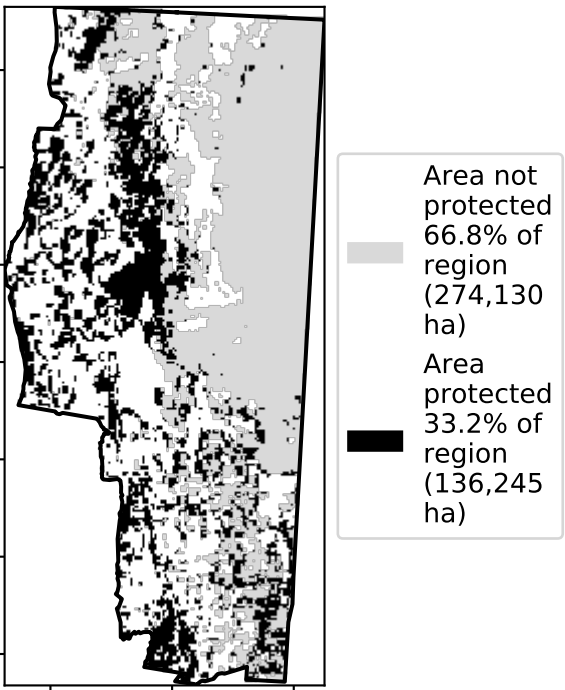 Area not
protected
66.8% of
region
(274,130
ha)
Area
protected
33.2% of
region
(136,245
ha)